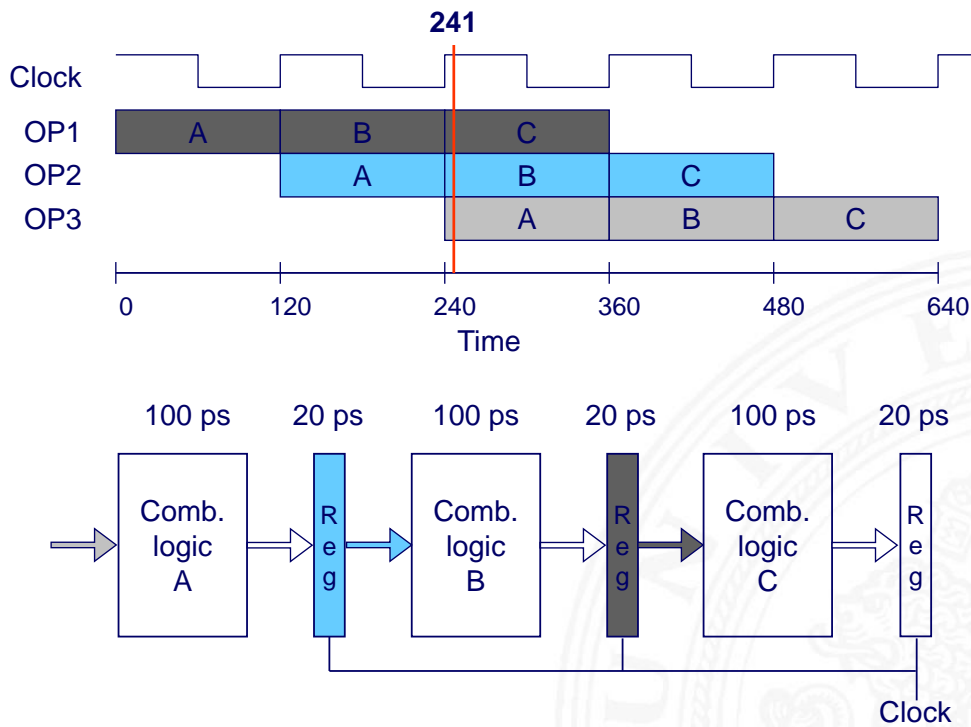 241
Clock
OP1 A B C
OP2 A B C
OP3 A B C
0 120 240 360 480 640
Time
100 ps 20 ps 100 ps 20 ps 100 ps 20 ps
Comb.
logic
A
R
e
g
Comb.
logic
B
R
e
g
Comb.
logic
C
R
e
g
Clock
UNIVE